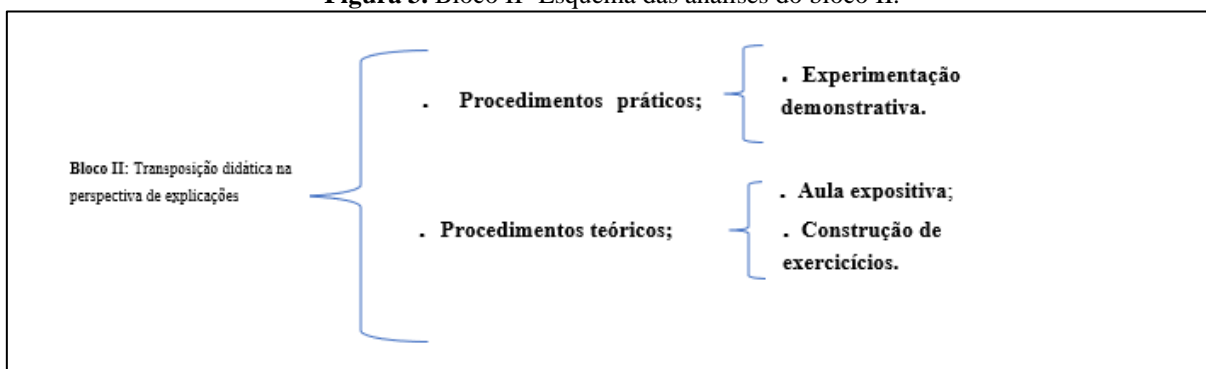 Figura 3. Bloco II- Esquema das análises do bloco II.
. Experimentação
demonstrativa.
. Procedimentos práticos;
Bloco II: Transposição didática na
perspectiva de explicações
. Procedimentos teóricos;
. Aula expositiva;
. Construção de
exercicícios.